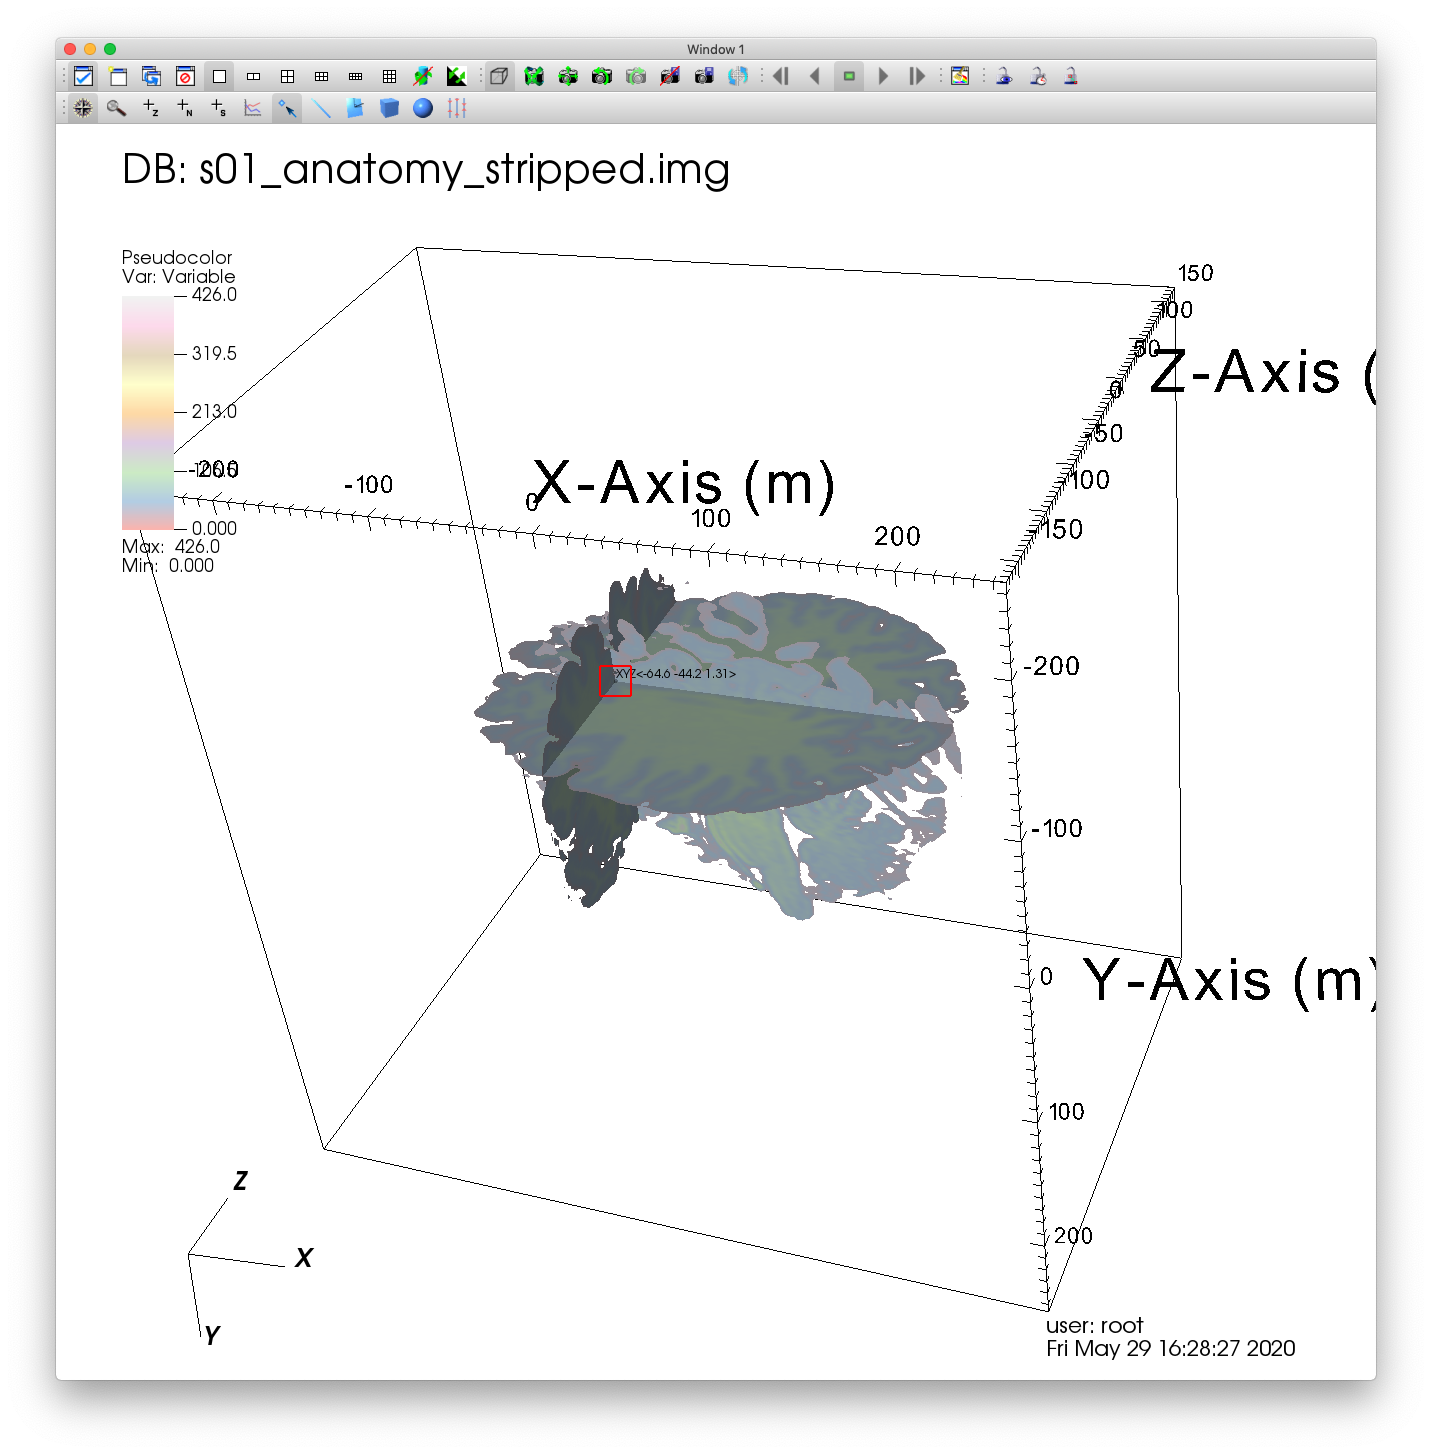 Window 1
DB: s01_anatomy_stripped.img
Pseudocolor
Var: Variable
426.0
319.5
213.0
106.5
0.000
Max: 426.0
Min: 0.000
-200
-100
0
X-Axis (m)
100
200
150
100
50
0
-50
-100
-150
Z-Axis (
XYZ<-64.6 -44.2 1.31>
-200
-100
0
Y-Axis (m)
100
200
Z
X
Y
user: root
Fri May 29 16:28:27 2020